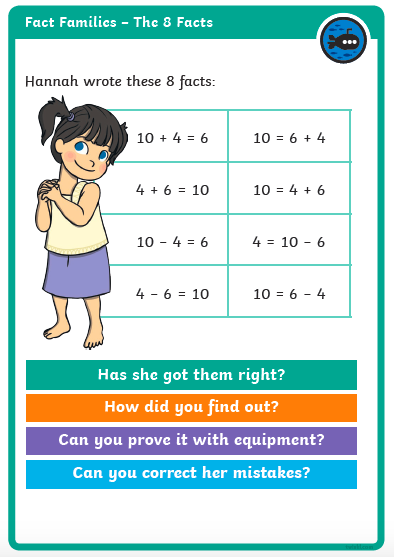 Fact Families – The 8 Facts
Hannah wrote these 8 facts:
10 + 4 = 6 10 = 6 + 4
4 + 6 = 10 10 = 4 + 6
10 – 4 = 6 4 = 10 – 6
4 – 6 = 10 10 = 6 – 4
Has she got them right?
How did you find out?
Can you prove it with equipment?
Can you correct her mistakes?